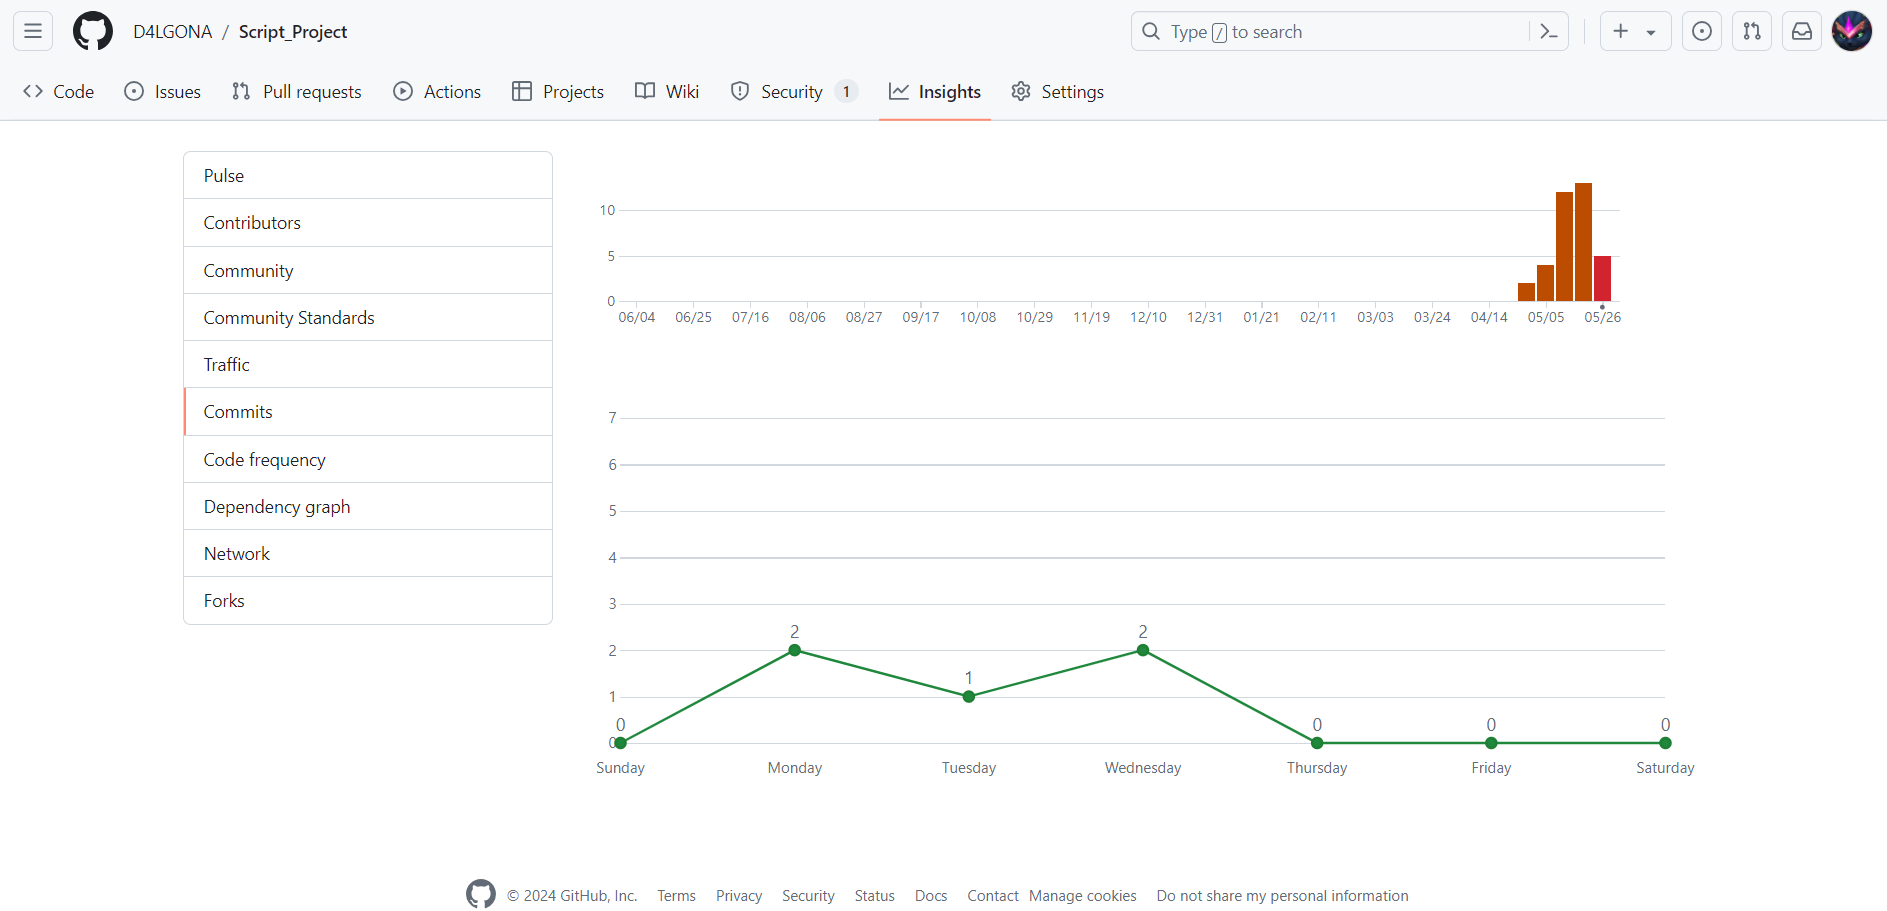 D4LGONA / Script_Project
Type / to search
Code
Issues
Pull requests
Actions
Projects
Wiki
Security 1
Insights
Settings
Pulse
Contributors
Community
Community Standards
Traffic
Commits
Code frequency
Dependency graph
Network
Forks
10
5
0
06/04 06/25 07/16 08/06 08/27 09/17 10/08 10/29 11/19 12/10 12/31 01/21 02/11 03/03 03/24 04/14 05/05 05/26
7
6
5
4
3
2
1
0
0 2 1 2 0 0 0
Sunday Monday Tuesday Wednesday Thursday Friday Saturday
© 2024 GitHub, Inc. Terms Privacy Security Status Docs Contact Manage cookies Do not share my personal information